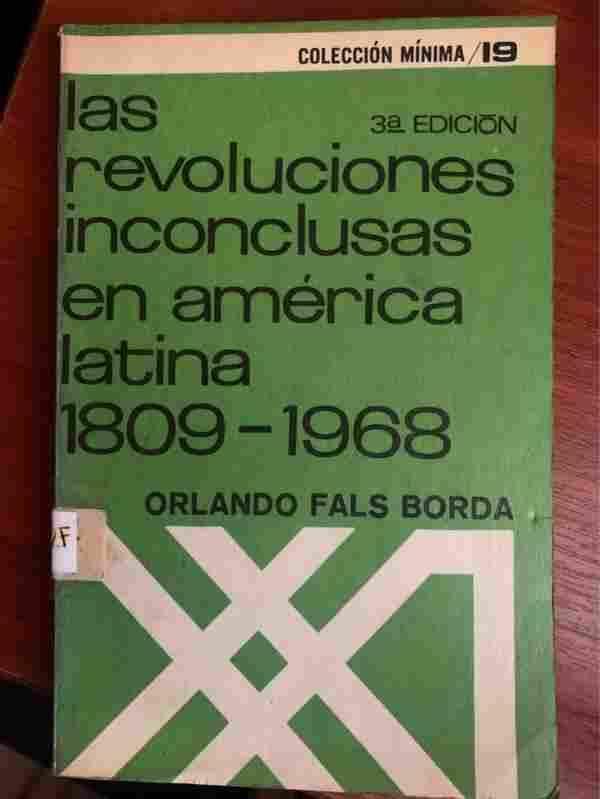 COLECCIÓN MÍNIMA/19
las
3ª EDICIÓN
revoluciones
inconclusas
en américa
latina
1809-1968
ORLANDO FALS BORDA
F.